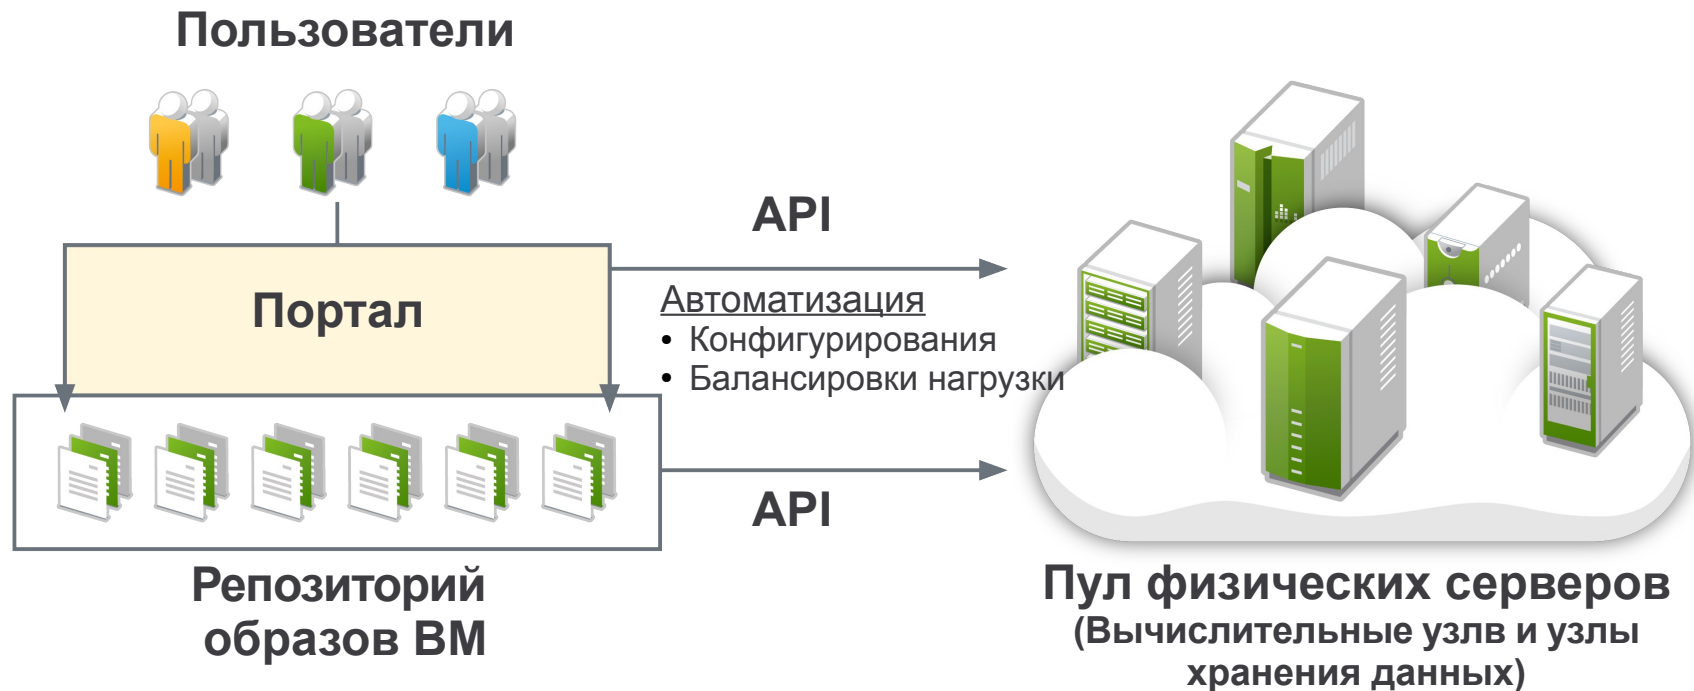 Пользователи
Портал
API
Автоматизация
• Конфигурирования
• Балансировки нагрузки
API
Репозиторий
образов ВМ
Пул физических серверов
(Вычислительные узлв и узлы
хранения данных)